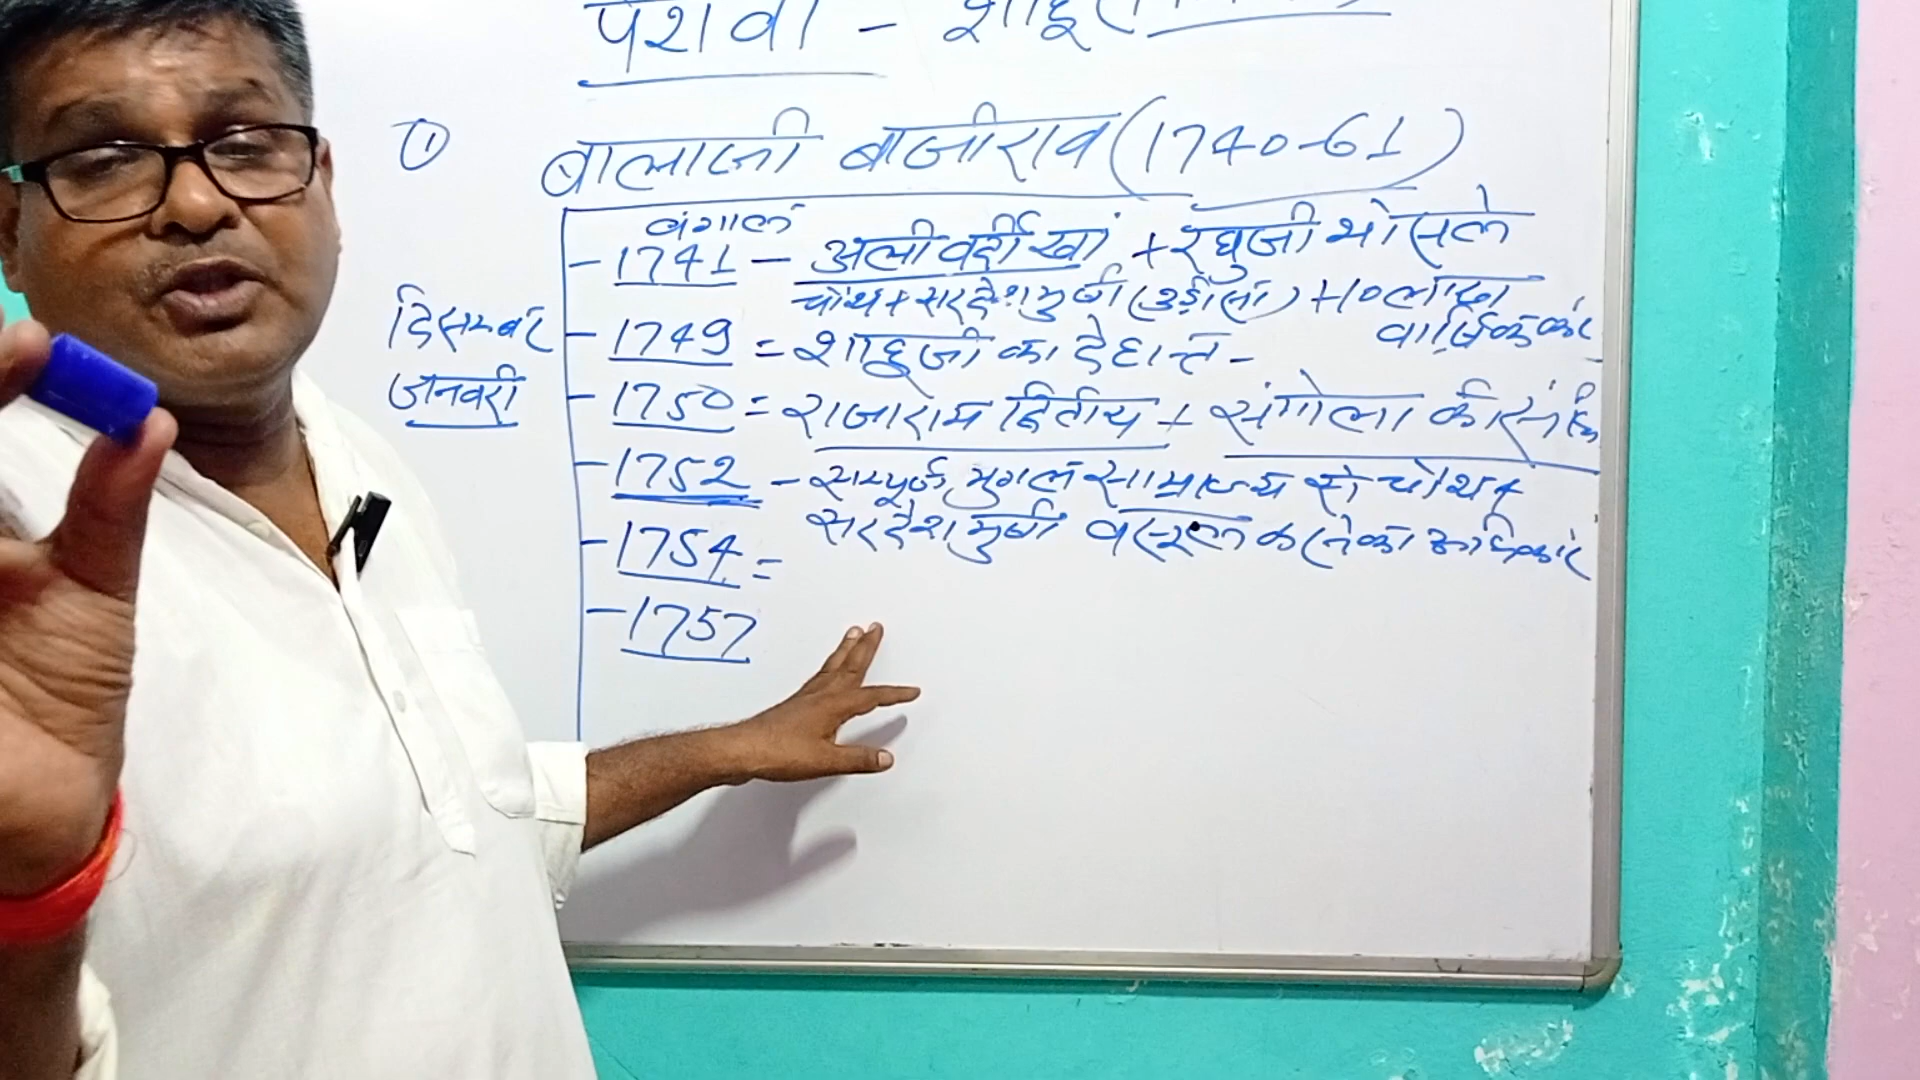 पेशवा - शाहू
① बालाजी बाजीराव (1740-61)
बंगाल
- 1741 - अलीवर्दी खां + रघुजी भोसले
चौथ + सरदेशमुखी (उड़ीसा) + 10 लाख
वार्षिक कर
दिसम्बर - 1749 = शाहूजी का देहान्त -
जनवरी - 1750 = राजाराम द्वितीय + संगोला की संधि
- 1752 - सम्पूर्ण मुगल साम्राज्य से चौथ +
सरदेशमुखी वसूल करने का अधिकार
- 1754 =
- 1757